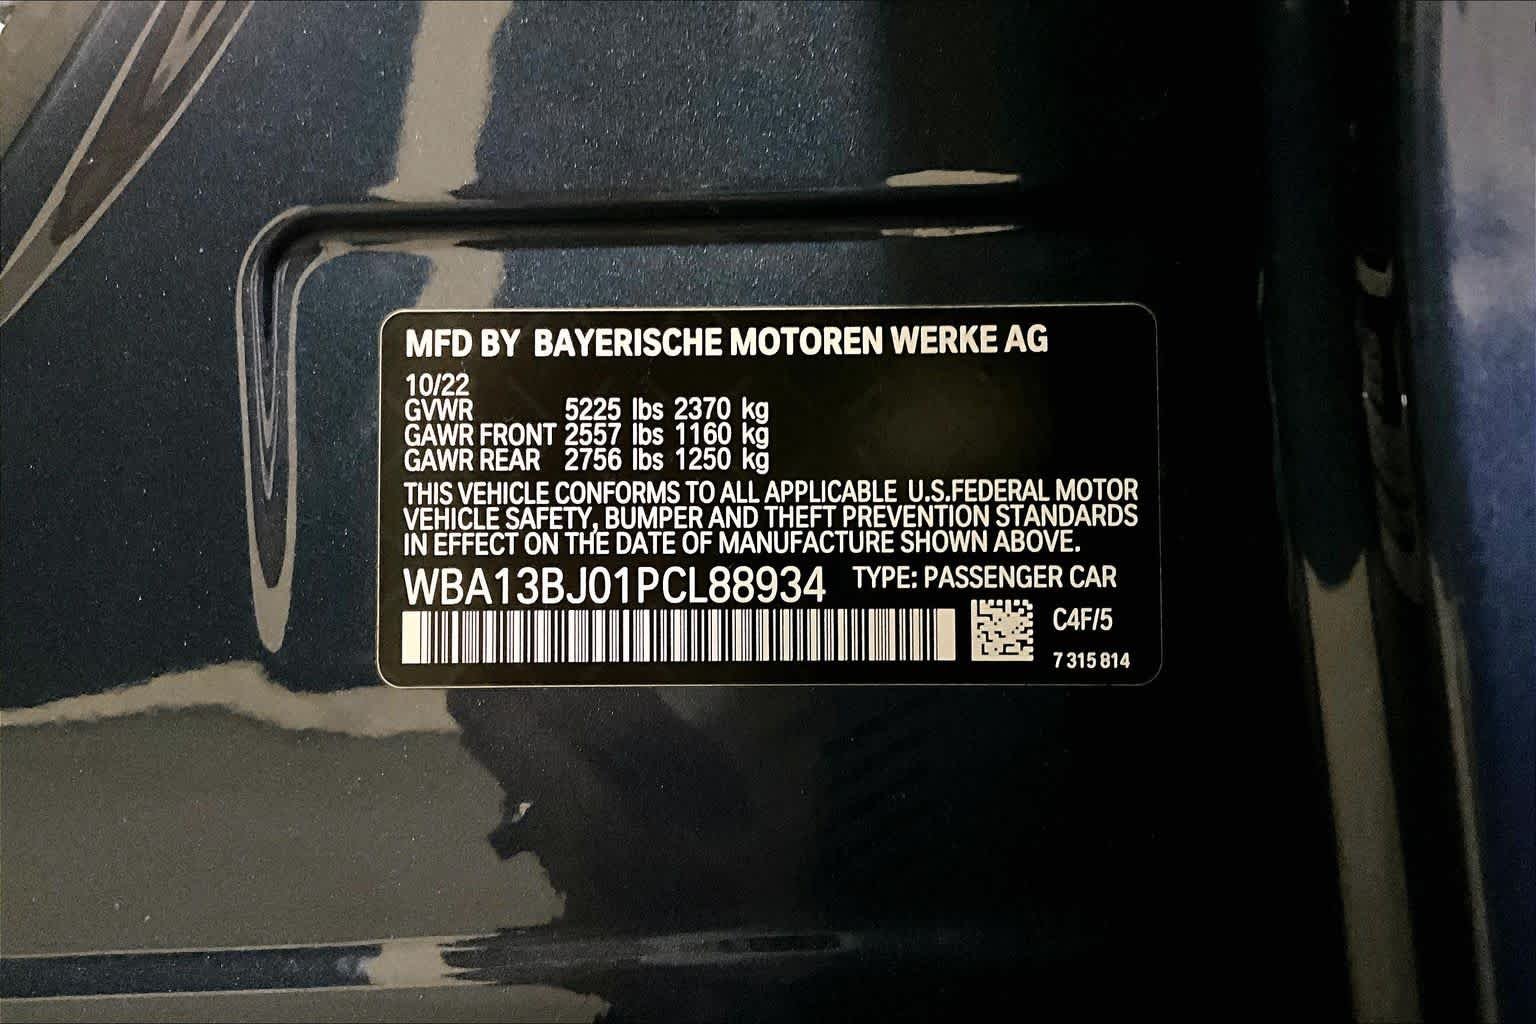 MFD BY BAYERISCHE MOTOREN WERKE AG
10/22
GVWR 5225 lbs 2370 kg
GAWR FRONT 2557 lbs 1160 kg
GAWR REAR 2756 lbs 1250 kg
THIS VEHICLE CONFORMS TO ALL APPLICABLE U.S.FEDERAL MOTOR
VEHICLE SAFETY, BUMPER AND THEFT PREVENTION STANDARDS
IN EFFECT ON THE DATE OF MANUFACTURE SHOWN ABOVE.
WBA13BJ01PCL88934 TYPE: PASSENGER CAR
C4F/5
7 315 814